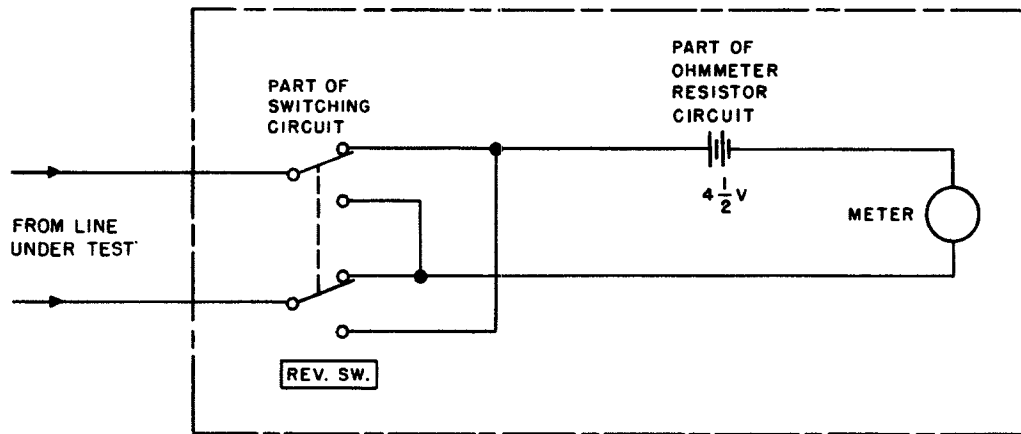 PART OF
OHMMETER
RESISTOR
CIRCUIT
PART OF
SWITCHING
CIRCUIT
4 1/2 V
METER
FROM LINE
UNDER TEST
REV. SW.